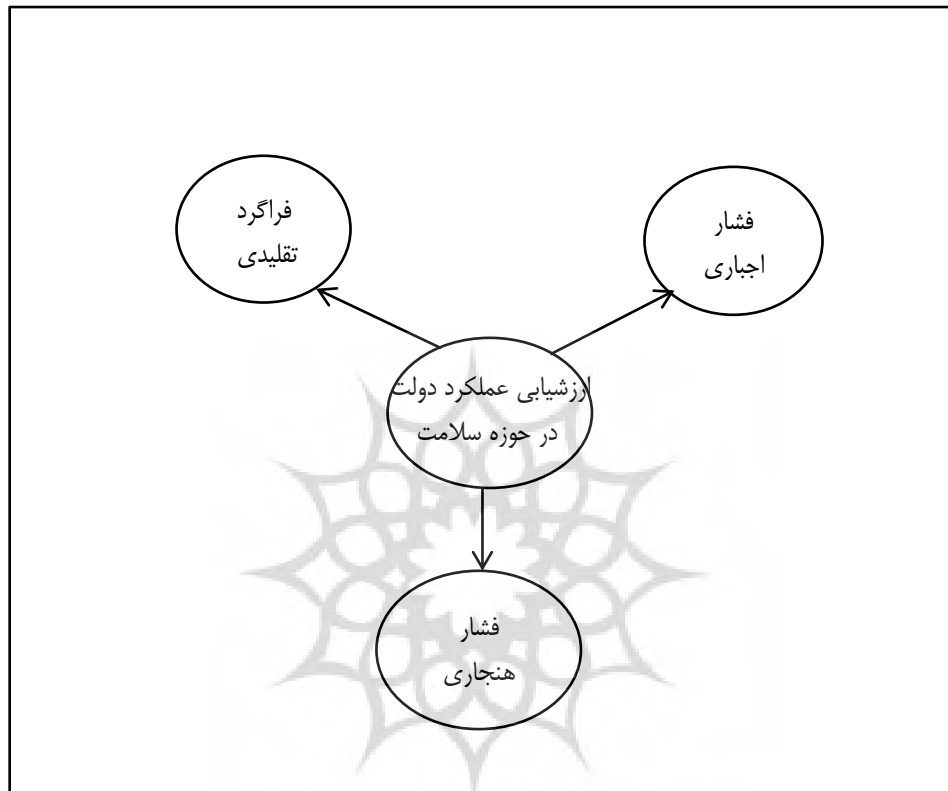 فشار
اجباری
فراگرد
تقلیدی
ارزشیابی عملکرد دولت
در حوزه سلامت
فشار
هنجاری